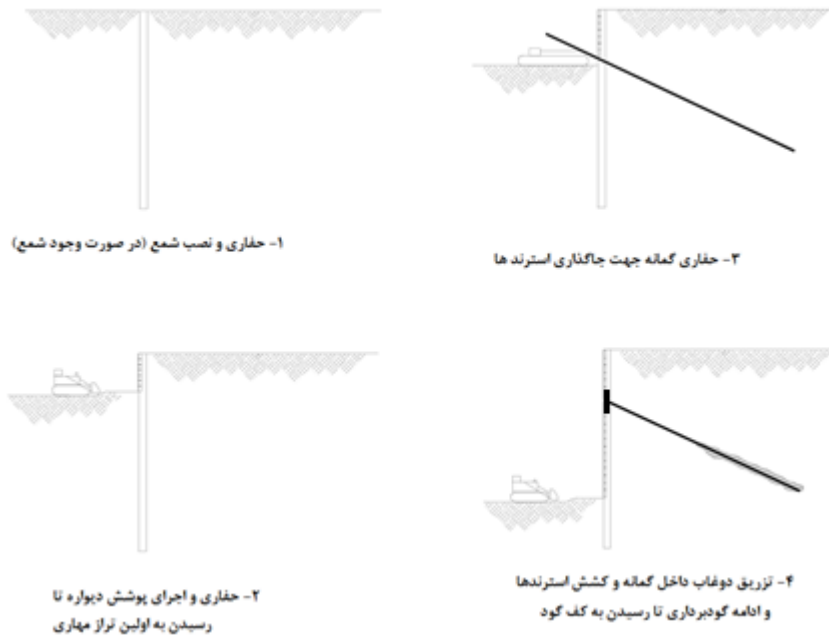 ۱- حفاری و نصب شمع (در صورت وجود شمع)
۲- حفاری و اجرای پوشش دیواره تا
رسیدن به اولین تراز مهاری
۳- حفاری گمانه جهت جاگذاری استرند ها
۴- تزریق دوغاب داخل گمانه و کشش استرندها
و ادامه گودبرداری تا رسیدن به کف گود